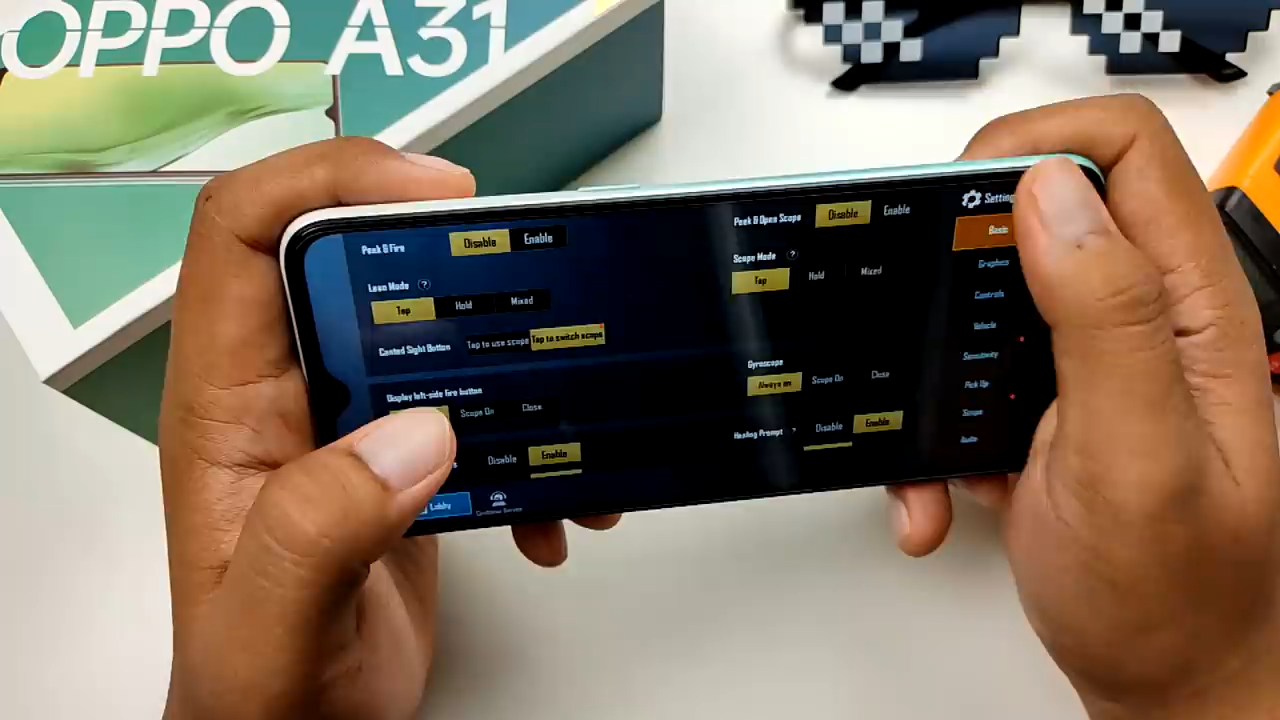 OPPO A31
Peek & Fire Disable Enable
Peek & Open Scope Disable Enable
Lean Mode ? Tap Hold Mixed
Scope Mode ? Tap Hold Mixed
Canted Sight Button Tap to use scope Tap to switch scope
Display left-side fire button
Scope On Close
Gyroscope
Always on Scope On Close
Disable Enable
Healing Prompt Disable Enable
Lobby
Customer Service
Setting
Basic
Graphics
Controls
Vehicle
Sensitivity
Pick Up
Scope
Audio